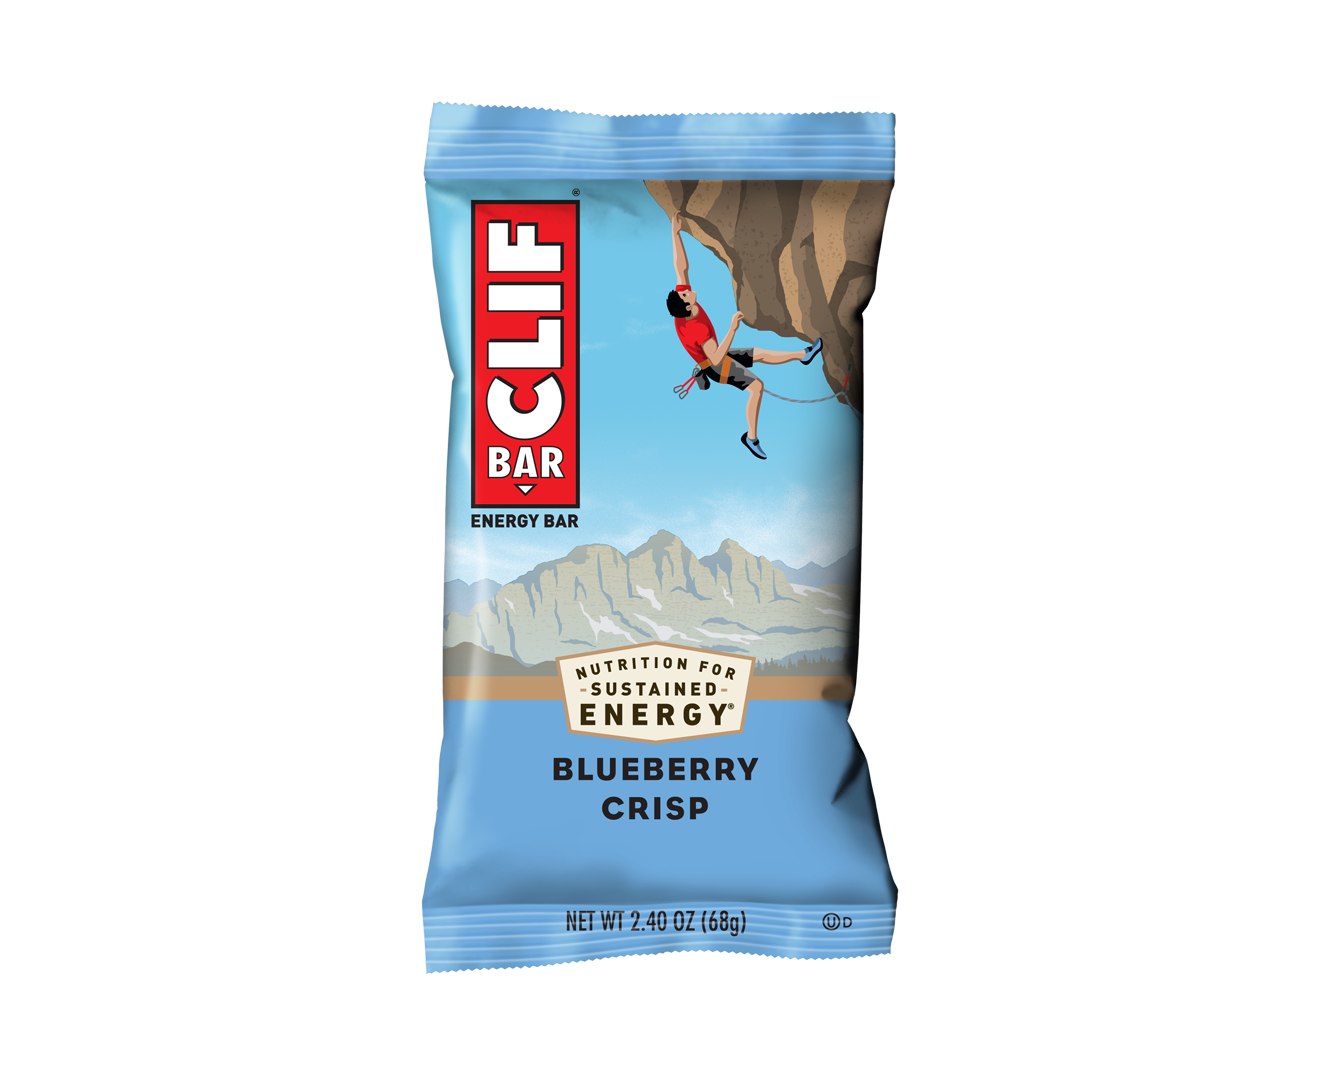 CLIF
BAR
®
ENERGY BAR
NUTRITION FOR
-SUSTAINED-
ENERGY®
BLUEBERRY
CRISP
NET WT 2.40 OZ (68g)
Ⓤ D